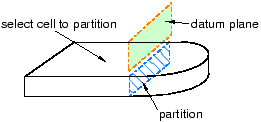 select cell to partition
datum plane
partition